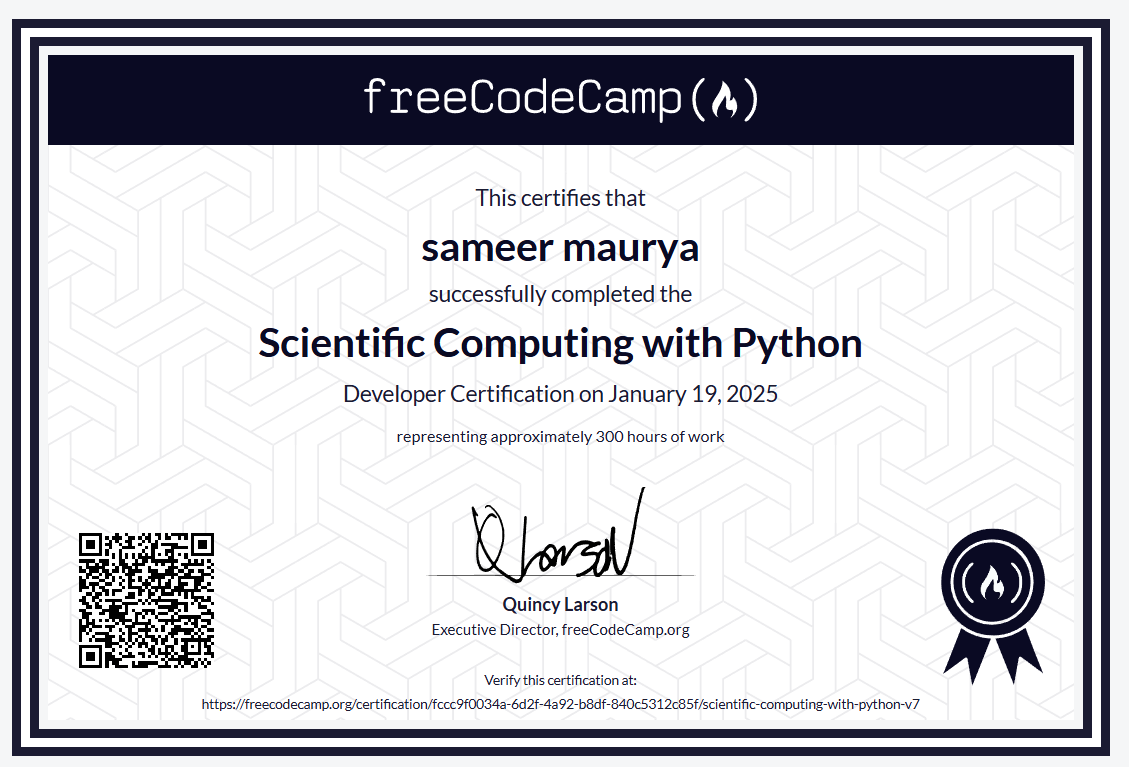 freeCodeCamp
This certifies that
sameer maurya
successfully completed the
Scientific Computing with Python
Developer Certification on January 19, 2025
representing approximately 300 hours of work
Q Larson
Quincy Larson
Executive Director, freeCodeCamp.org
Verify this certification at:
https://freecodecamp.org/certification/fccc9f0034a-6d2f-4a92-b8df-840c5312c85f/scientific-computing-with-python-v7